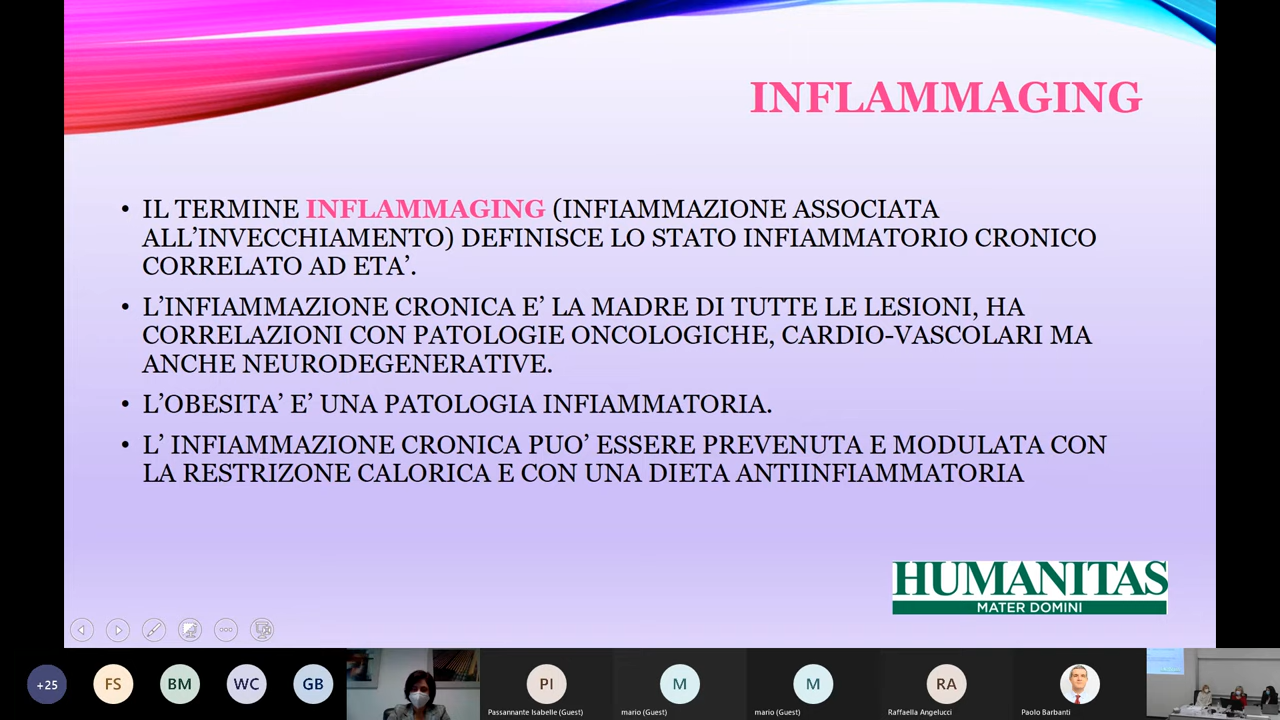 INFLAMMAGING
• IL TERMINE INFLAMMAGING (INFIAMMAZIONE ASSOCIATA
ALL’INVECCHIAMENTO) DEFINISCE LO STATO INFIAMMATORIO CRONICO
CORRELATO AD ETA’.
• L’INFIAMMAZIONE CRONICA E’ LA MADRE DI TUTTE LE LESIONI, HA
CORRELAZIONI CON PATOLOGIE ONCOLOGICHE, CARDIO-VASCOLARI MA
ANCHE NEURODEGENERATIVE.
• L’OBESITA’ E’ UNA PATOLOGIA INFIAMMATORIA.
• L’ INFIAMMAZIONE CRONICA PUO’ ESSERE PREVENUTA E MODULATA CON
LA RESTRIZONE CALORICA E CON UNA DIETA ANTIINFIAMMATORIA
HUMANITAS
MATER DOMINI
+25 FS BM WC GB PI M M RA
Passannante Isabelle (Guest) mario (Guest) mario (Guest) Raffaella Angelucci Paolo Barbanti